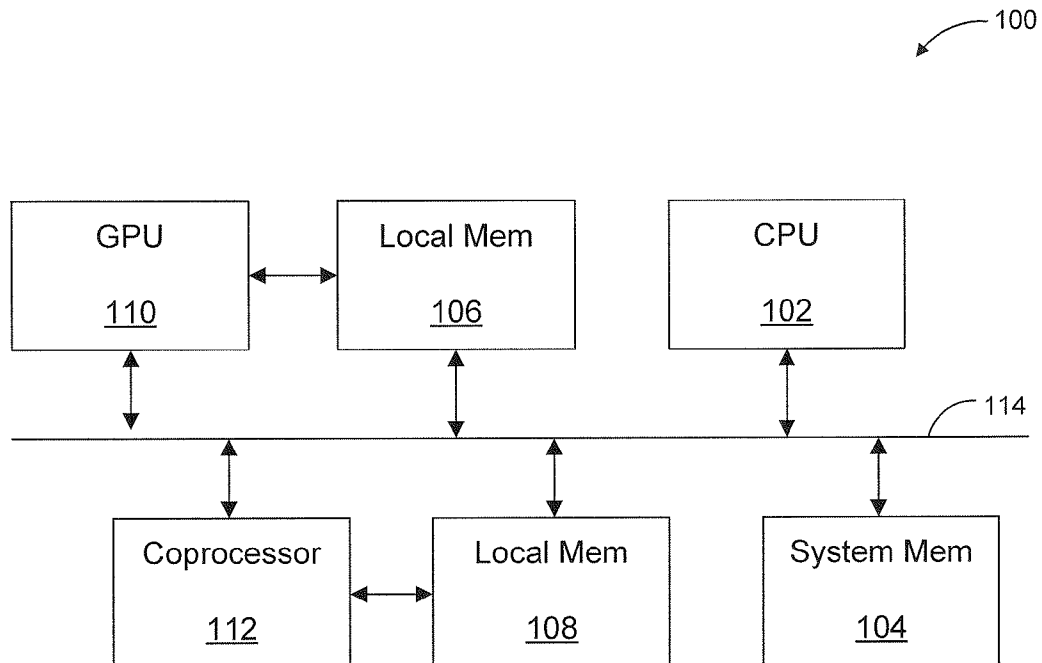 100
GPU
110
Local Mem
106
CPU
102
114
Coprocessor
112
Local Mem
108
System Mem
104